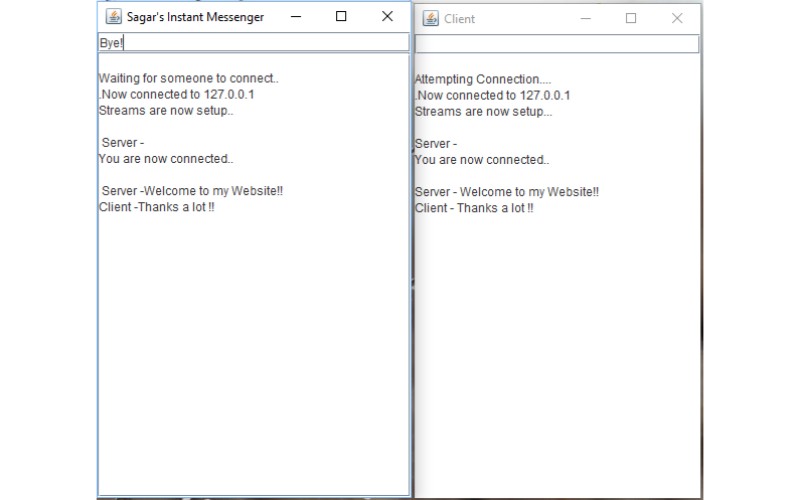 Sagar's Instant Messenger
Bye!
Waiting for someone to connect..
.Now connected to 127.0.0.1
Streams are now setup..
Server -
You are now connected..
Server -Welcome to my Website!!
Client -Thanks a lot !!
Client
Attempting Connection....
.Now connected to 127.0.0.1
Streams are now setup...
Server -
You are now connected..
Server - Welcome to my Website!!
Client - Thanks a lot !!